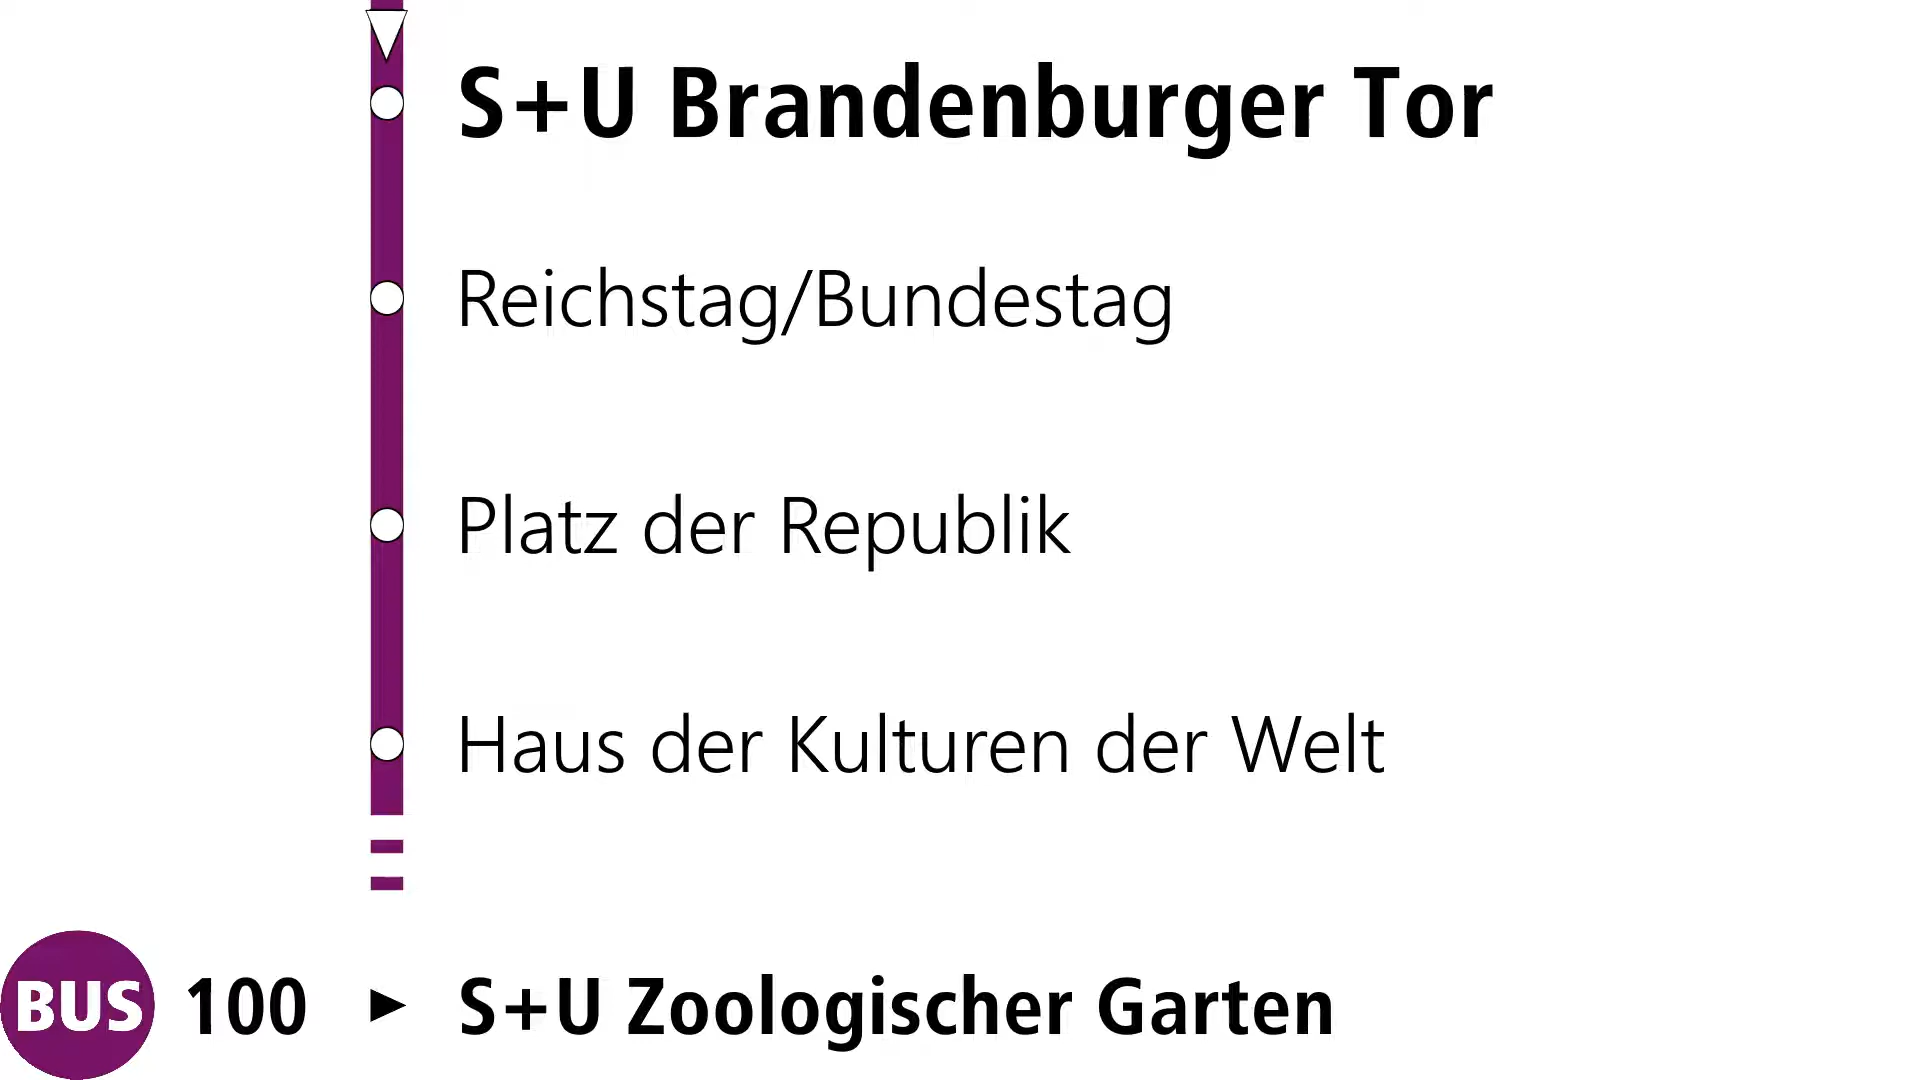 S+U Brandenburger Tor
Reichstag/Bundestag
Platz der Republik
Haus der Kulturen der Welt
BUS 100 ► S+U Zoologischer Garten